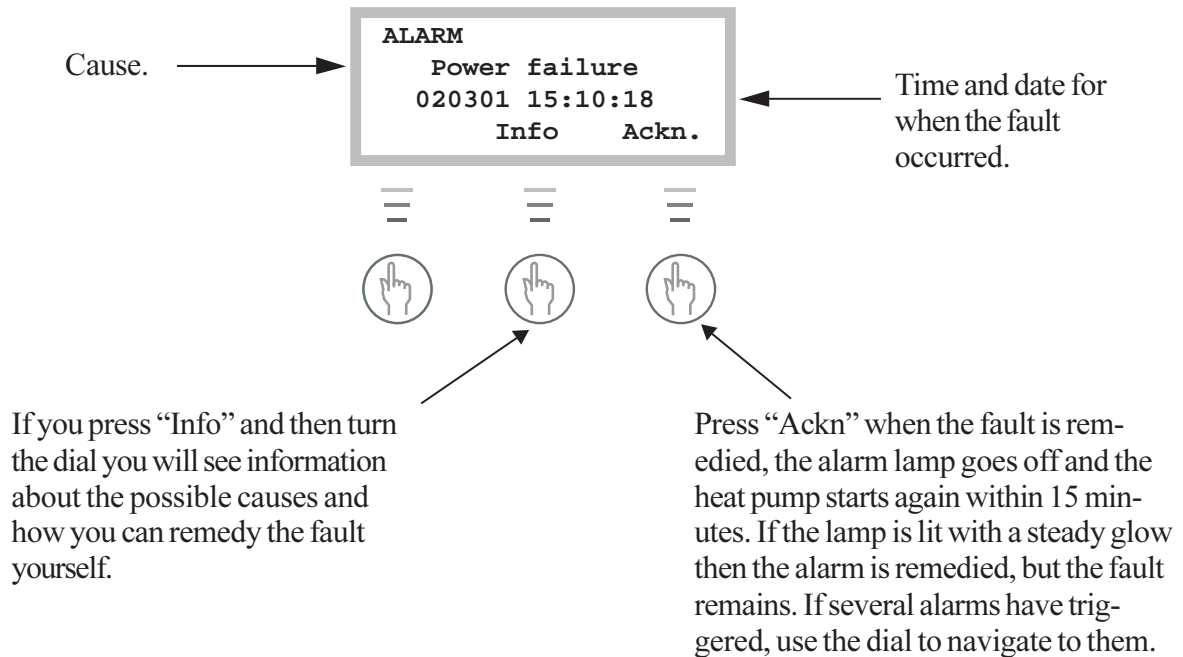 Cause.
ALARM
Power failure
020301 15:10:18
Info Ackn.
Time and date for
when the fault
occurred.
If you press “Info” and then turn
the dial you will see information
about the possible causes and
how you can remedy the fault
yourself.
Press “Ackn” when the fault is rem-
edied, the alarm lamp goes off and the
heat pump starts again within 15 min-
utes. If the lamp is lit with a steady glow
then the alarm is remedied, but the fault
remains. If several alarms have trig-
gered, use the dial to navigate to them.